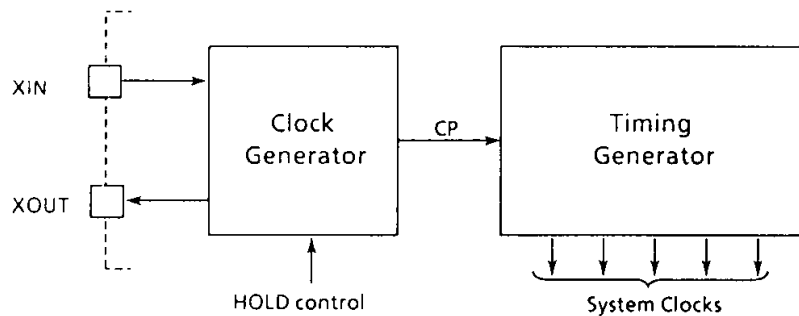 XIN
Clock
Generator
CP
Timing
Generator
XOUT
HOLD control
System Clocks